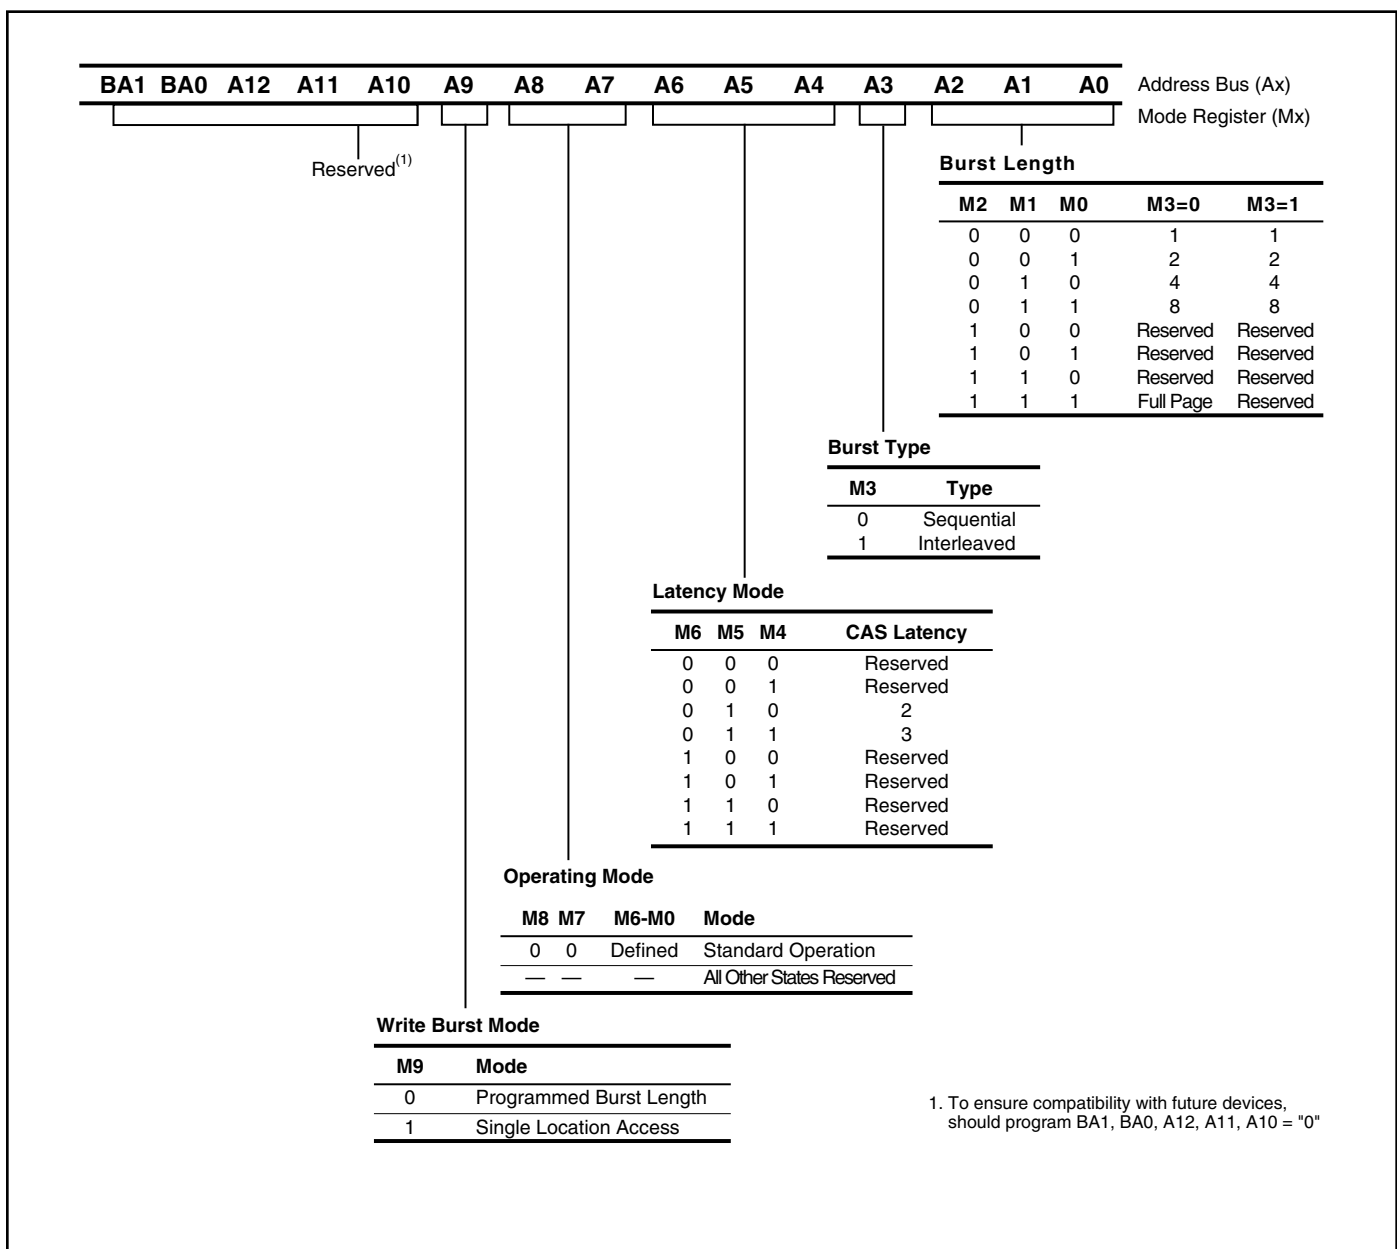 BA1 BA0 A12 A11 A10 A9 A8 A7 A6 A5 A4 A3 A2 A1 A0 Address Bus (Ax)
Mode Register (Mx)
Reserved(1)
Burst Length
M2 M1 M0 M3=0 M3=1
0 0 0 1 1
0 0 1 2 2
0 1 0 4 4
0 1 1 8 8
1 0 0 Reserved Reserved
1 0 1 Reserved Reserved
1 1 0 Reserved Reserved
1 1 1 Full Page Reserved
Burst Type
M3 Type
0 Sequential
1 Interleaved
Latency Mode
M6 M5 M4 CAS Latency
0 0 0 Reserved
0 0 1 Reserved
0 1 0 2
0 1 1 3
1 0 0 Reserved
1 0 1 Reserved
1 1 0 Reserved
1 1 1 Reserved
Operating Mode
M8 M7 M6-M0 Mode
0 0 Defined Standard Operation
— — — All Other States Reserved
Write Burst Mode
M9 Mode
0 Programmed Burst Length
1 Single Location Access
1. To ensure compatibility with future devices,
should program BA1, BA0, A12, A11, A10 = "0"